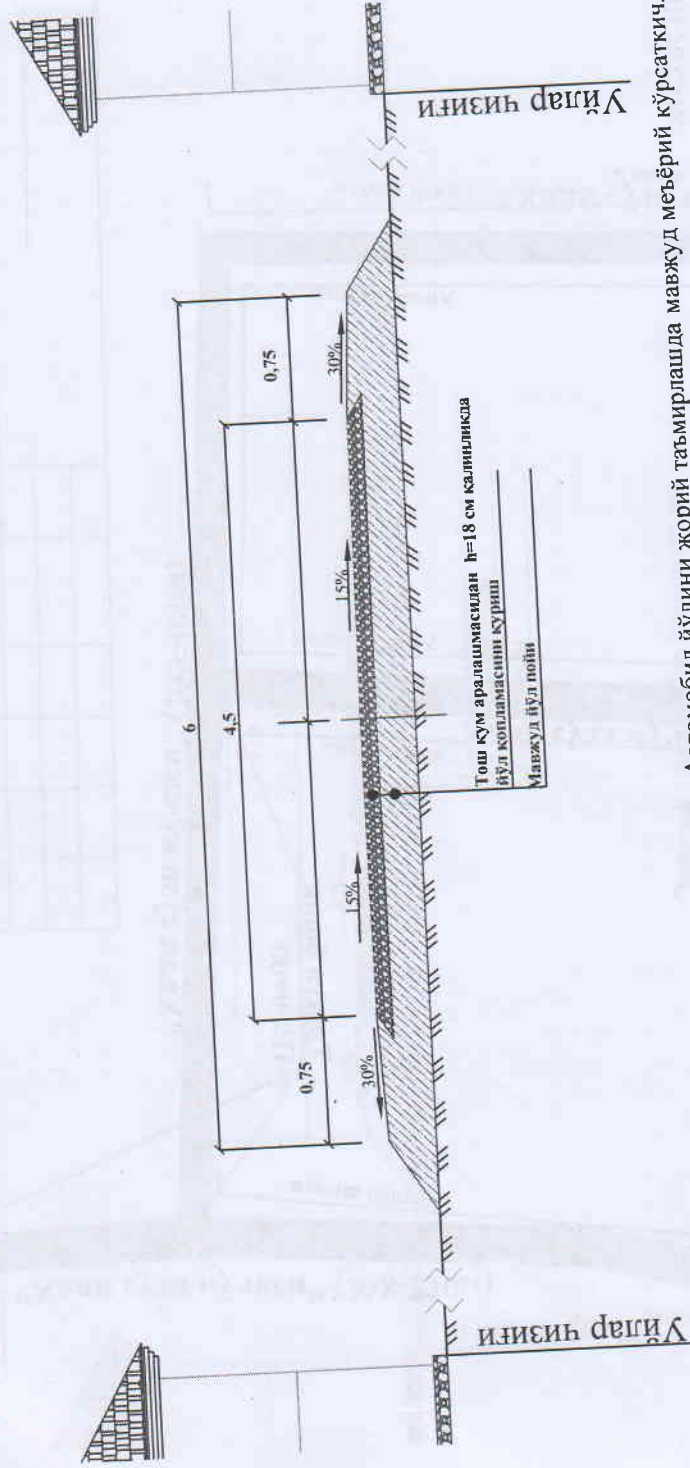 6
4,5
0,75
0,75
30%
15%
15%
30%
Тош қум аралашмасидан h=18 см қалинликда
йўл қопламасини қуриш
Мавжуд йўл пойи
Уйлар чизиғи
Уйлар чизиғи
Автомобил йўлини жорий таъмирлашда мавжуд меъёрий кўрсаткич